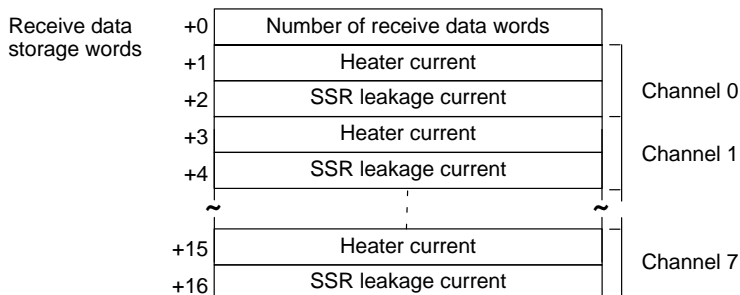 Receive data
storage words
+0 Number of receive data words
+1 Heater current
+2 SSR leakage current
Channel 0
+3 Heater current
+4 SSR leakage current
Channel 1
~ ~
+15 Heater current
+16 SSR leakage current
Channel 7